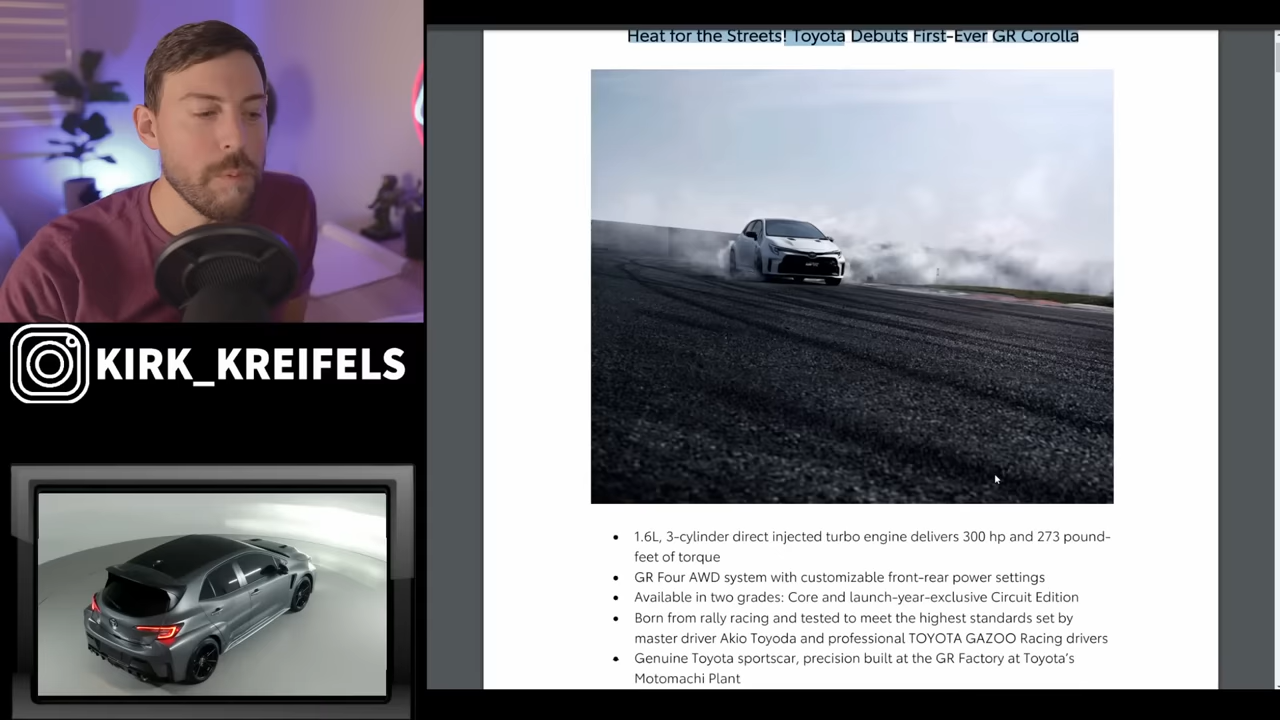 Heat for the Streets! Toyota Debuts First-Ever GR Corolla
KIRK_KREIFELS
• 1.6L, 3-cylinder direct injected turbo engine delivers 300 hp and 273 pound-
feet of torque
• GR Four AWD system with customizable front-rear power settings
• Available in two grades: Core and launch-year-exclusive Circuit Edition
• Born from rally racing and tested to meet the highest standards set by
master driver Akio Toyoda and professional TOYOTA GAZOO Racing drivers
• Genuine Toyota sportscar, precision built at the GR Factory at Toyota's
Motomachi Plant